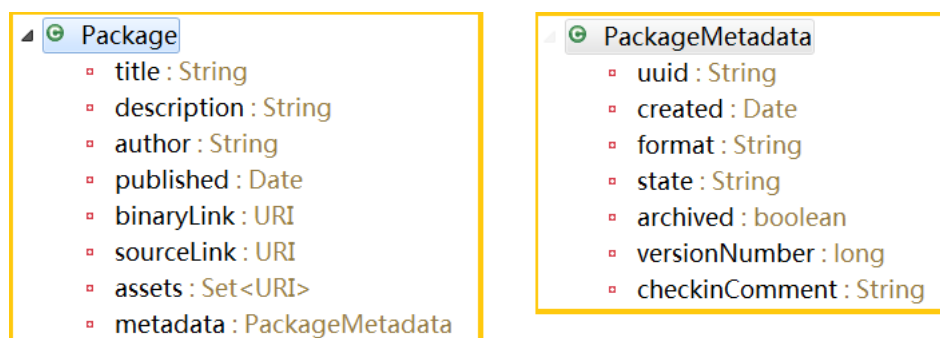 Package
title : String
description : String
author : String
published : Date
binaryLink : URI
sourceLink : URI
assets : Set<URI>
metadata : PackageMetadata
PackageMetadata
uuid : String
created : Date
format : String
state : String
archived : boolean
versionNumber : long
checkinComment : String